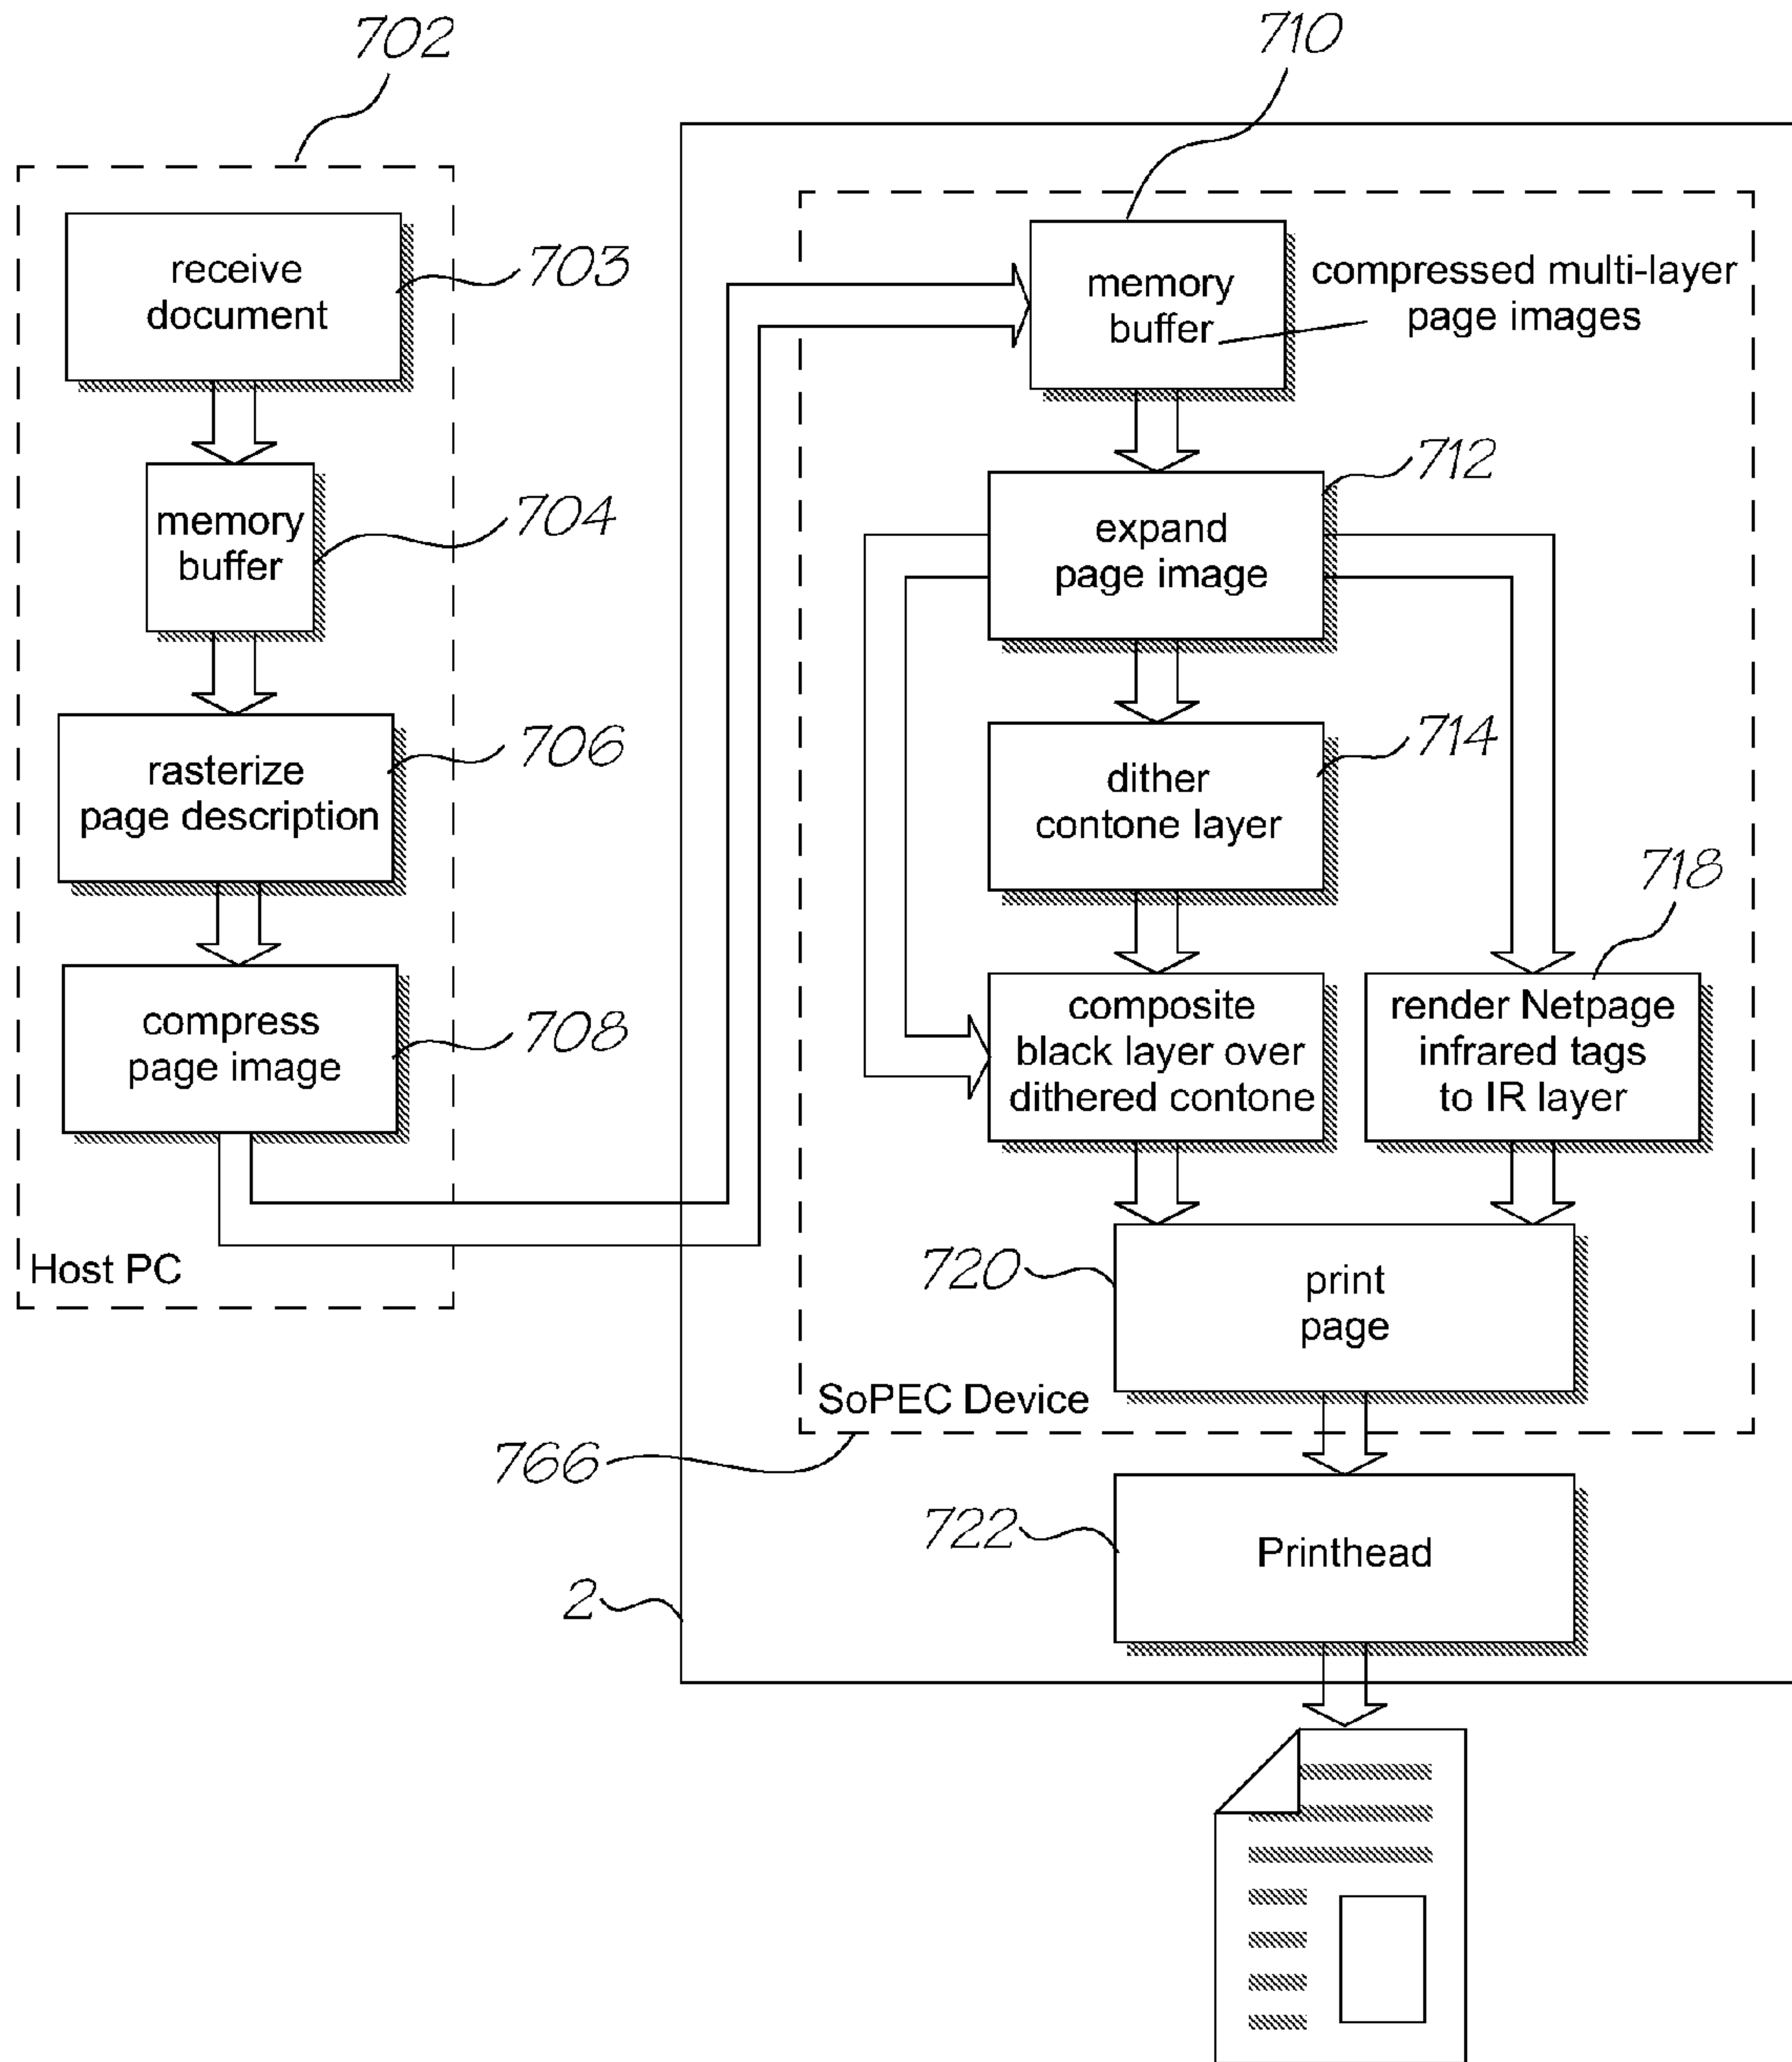 702
710
receive
document
703
memory
buffer
compressed multi-layer
page images
704
memory
buffer
712
expand
page image
706
rasterize
page description
714
dither
contone layer
718
708
compress
page image
composite
black layer over
dithered contone
render Netpage
infrared tags
to IR layer
Host PC
720
print
page
SoPEC Device
766
722
Printhead
2